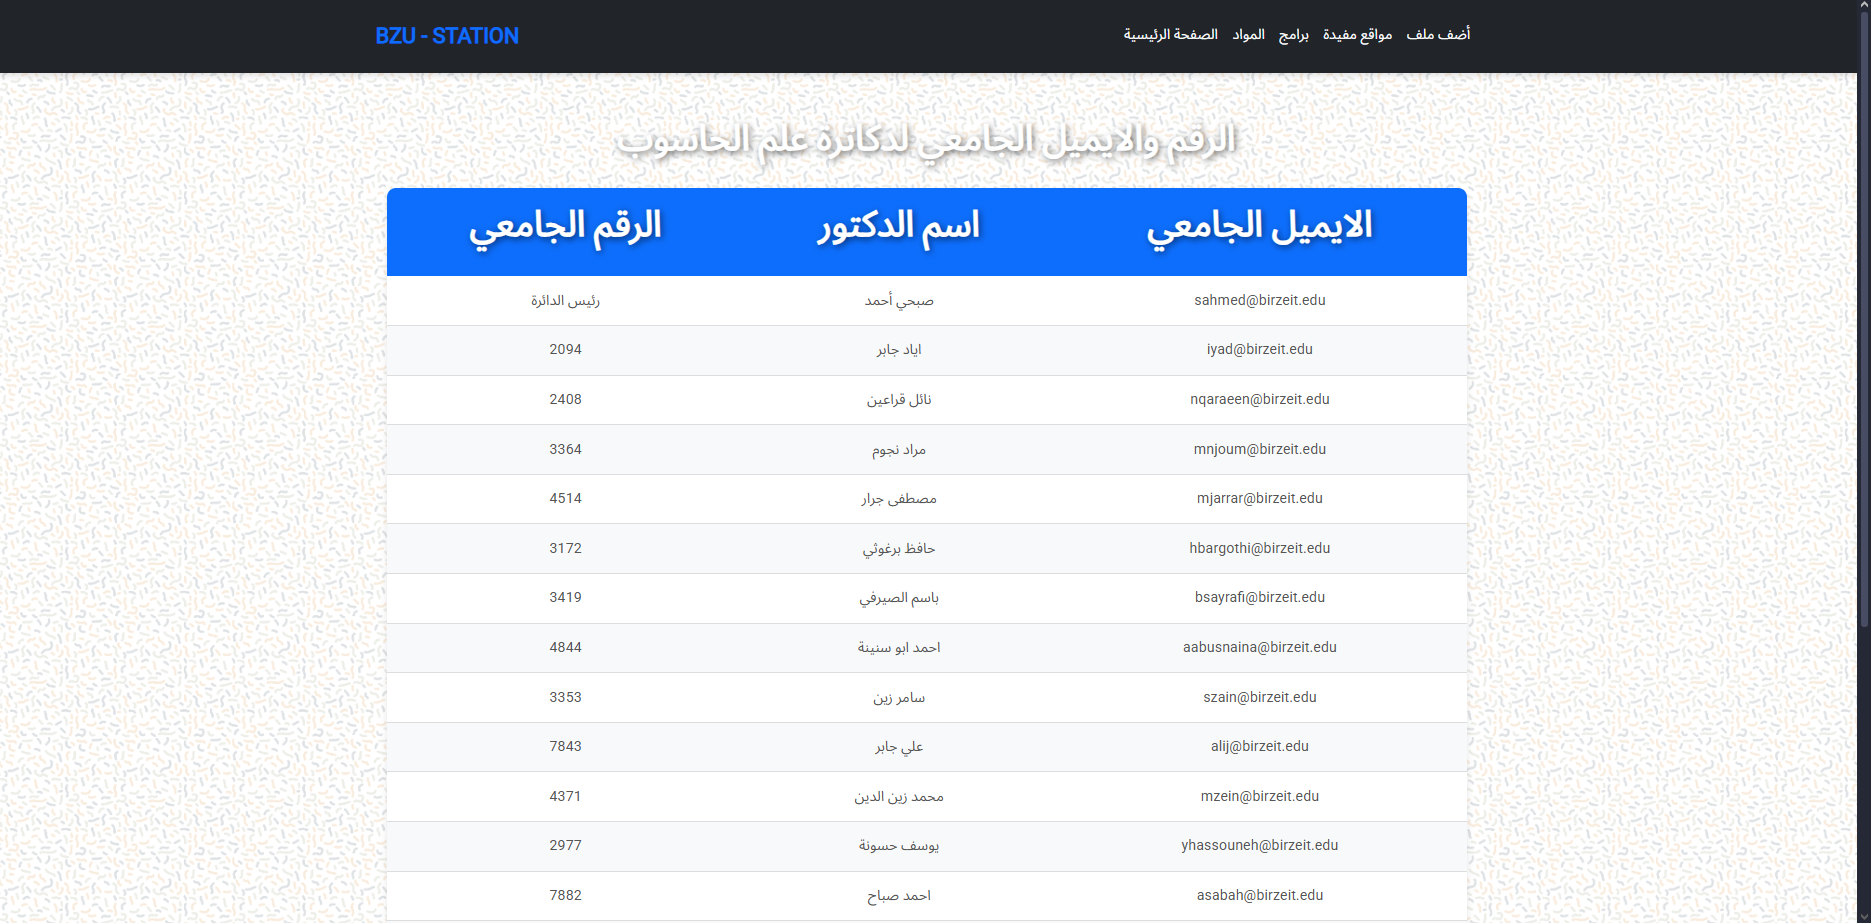 BZU - STATION
أضف ملف مواقع مفيدة برامج المواد الصفحة الرئيسية
الرقم والايميل الجامعي لدكاترة علم الحاسوب
الرقم الجامعي اسم الدكتور الايميل الجامعي
رئيس الدائرة صبحي أحمد sahmed@birzeit.edu
2094 اياد جابر iyad@birzeit.edu
2408 نائل قراعين nqaraeen@birzeit.edu
3364 مراد نجوم mnjoum@birzeit.edu
4514 مصطفى جرار mjarrar@birzeit.edu
3172 حافظ برغوثي hbargothi@birzeit.edu
3419 باسم الصيرفي bsayrafi@birzeit.edu
4844 احمد ابو سنينة aabusnaina@birzeit.edu
3353 سامر زين szain@birzeit.edu
7843 علي جابر alij@birzeit.edu
4371 محمد زين الدين mzein@birzeit.edu
2977 يوسف حسونة yhassouneh@birzeit.edu
7882 احمد صباح asabah@birzeit.edu